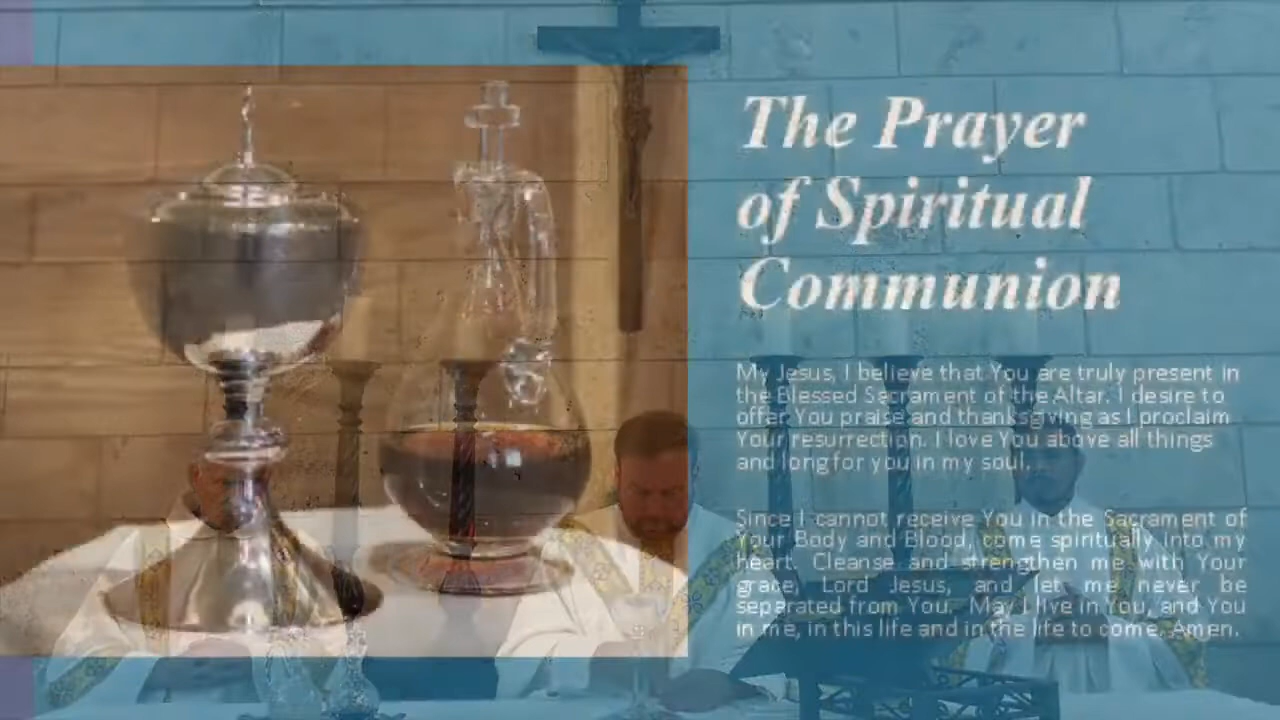 The Prayer
of Spiritual
Communion
My Jesus, I believe that You are truly present in
the Blessed Sacrament of the Altar. I desire to
offer You praise and thanksgiving as I proclaim
Your resurrection. I love You above all things
and long for you in my soul.
Since I cannot receive You in the Sacrament of
Your Body and Blood, come spiritually into my
heart. Cleanse and strengthen me with Your
grace, Lord Jesus, and let me never be
separated from You. May I live in You, and You
in me, in this life and in the life to come. Amen.